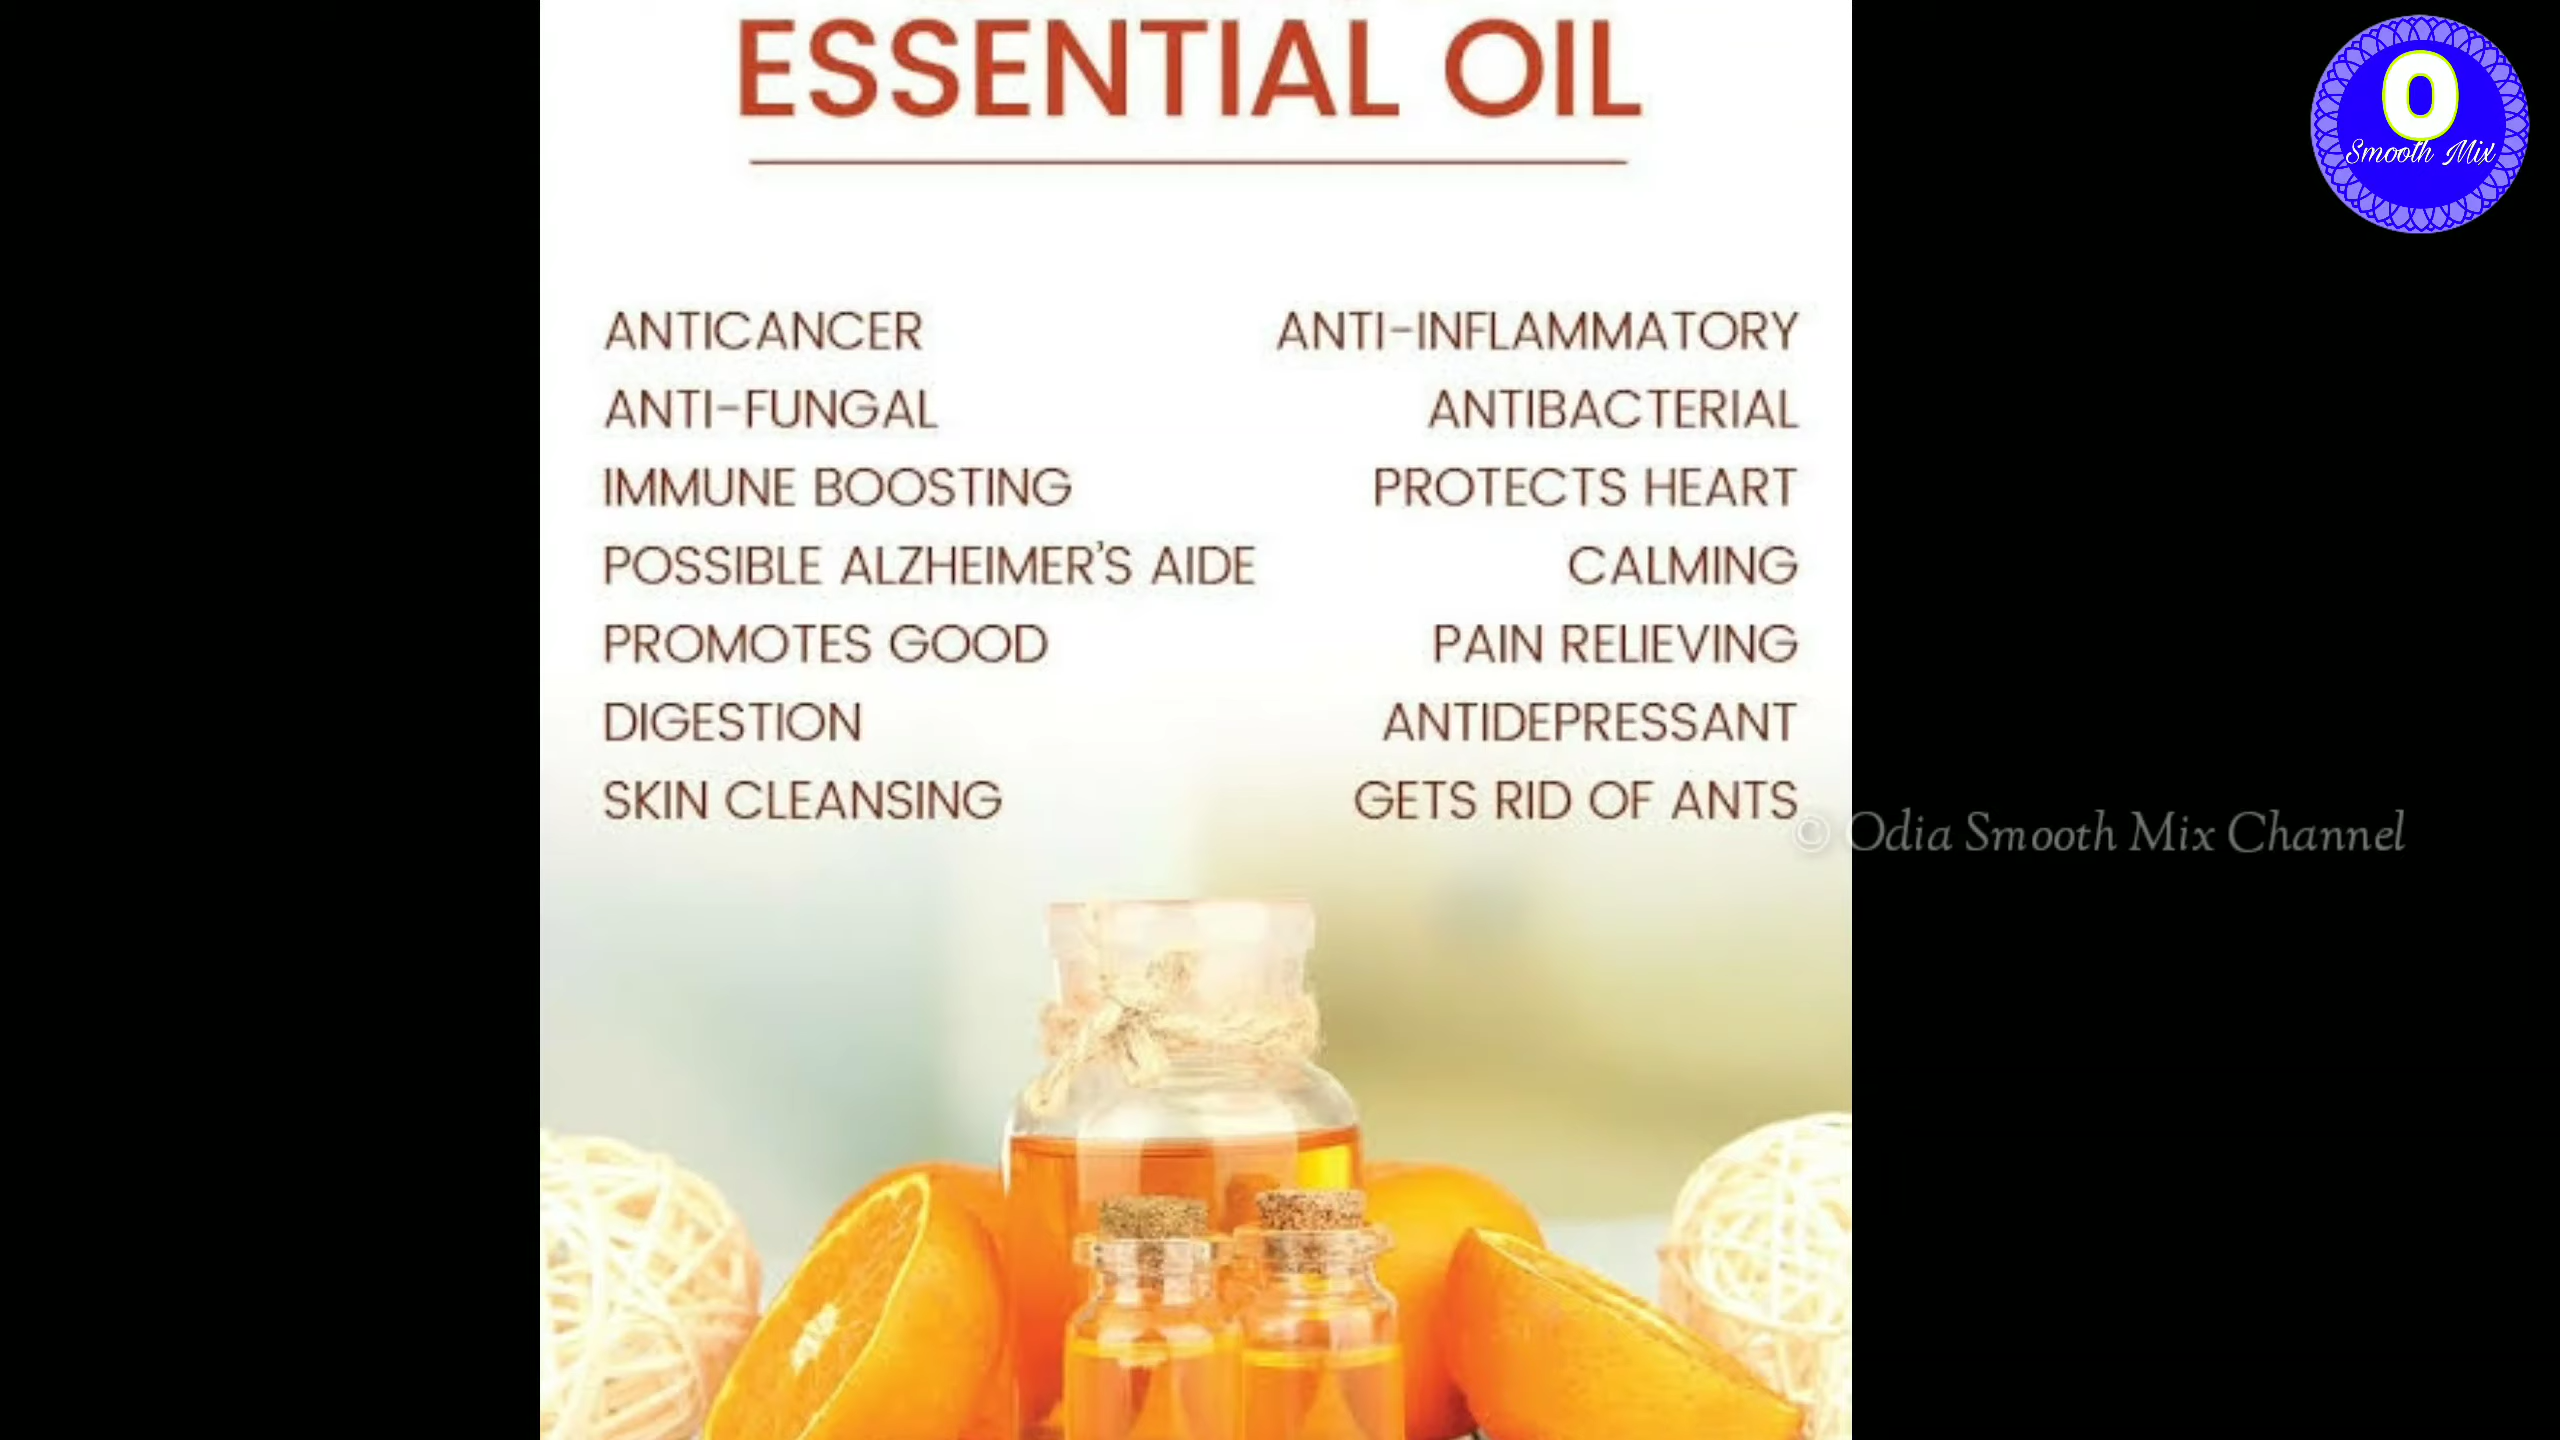 ESSENTIAL OIL
ANTICANCER
ANTI-FUNGAL
IMMUNE BOOSTING
POSSIBLE ALZHEIMER'S AIDE
PROMOTES GOOD
DIGESTION
SKIN CLEANSING
ANTI-INFLAMMATORY
ANTIBACTERIAL
PROTECTS HEART
CALMING
PAIN RELIEVING
ANTIDEPRESSANT
GETS RID OF ANTS
O
Smooth Mix
© Odia Smooth Mix Channel